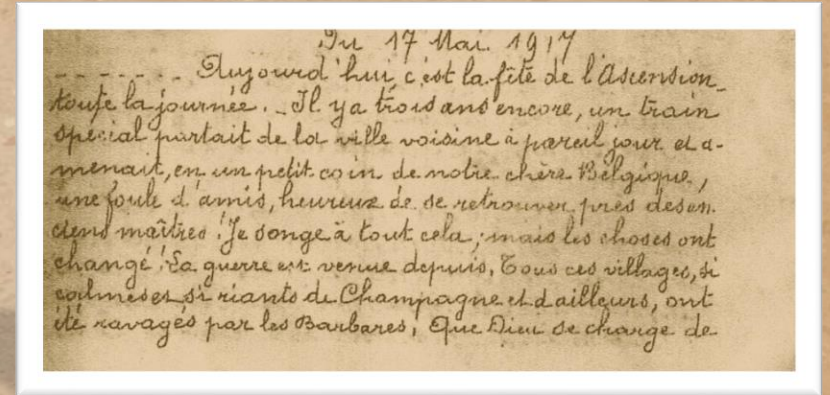 Du 17 Mai 1917
- - - - - - - . Aujourd'hui, c'est la fête de l'Ascension
toute la journée. _ Il y a trois ans encore, un train
spécial partait de la ville voisine à pareil jour et a-
menait, en un petit coin de notre chère Belgique,
une foule d'amis, heureux de se retrouver près des an-
ciens maîtres ! Je songe à tout cela, mais les choses ont
changé ! La guerre est venue depuis, Tous ces villages, si
calmes et si riants de Champagne et d'ailleurs, ont
été ravagés par les Barbares, Que Dieu se charge de